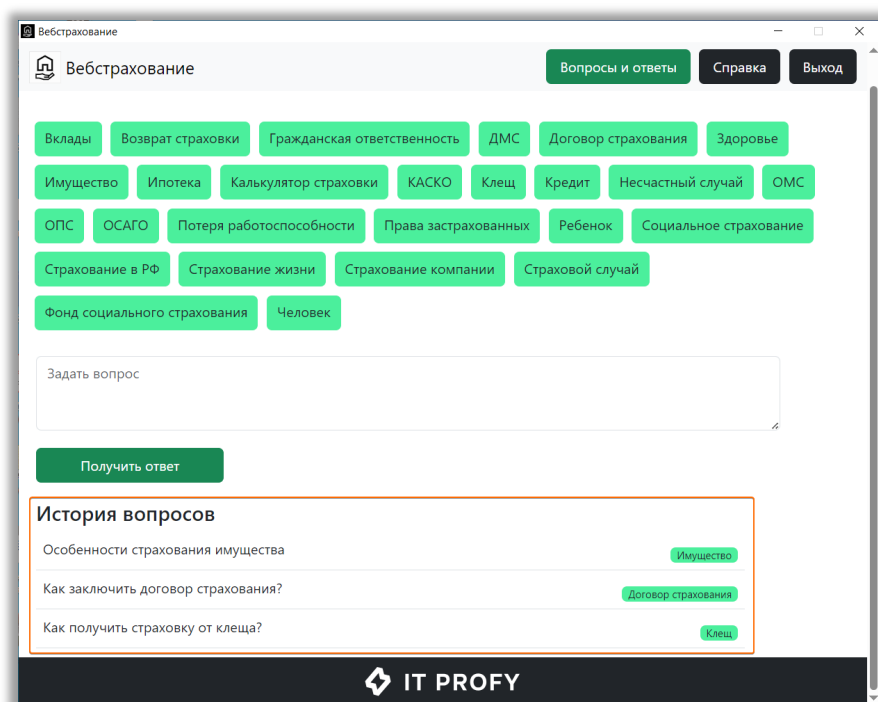 Вебстрахование
Вебстрахование Вопросы и ответы Справка Выход
Вклады Возврат страховки Гражданская ответственность ДМС Договор страхования Здоровье
Имущество Ипотека Калькулятор страховки КАСКО Клещ Кредит Несчастный случай ОМС
ОПС ОСАГО Потеря работоспособности Права застрахованных Ребенок Социальное страхование
Страхование в РФ Страхование жизни Страхование компании Страховой случай
Фонд социального страхования Человек
Задать вопрос
Получить ответ
История вопросов
Особенности страхования имущества Имущество
Как заключить договор страхования? Договор страхования
Как получить страховку от клеща? Клещ
IT PROFY